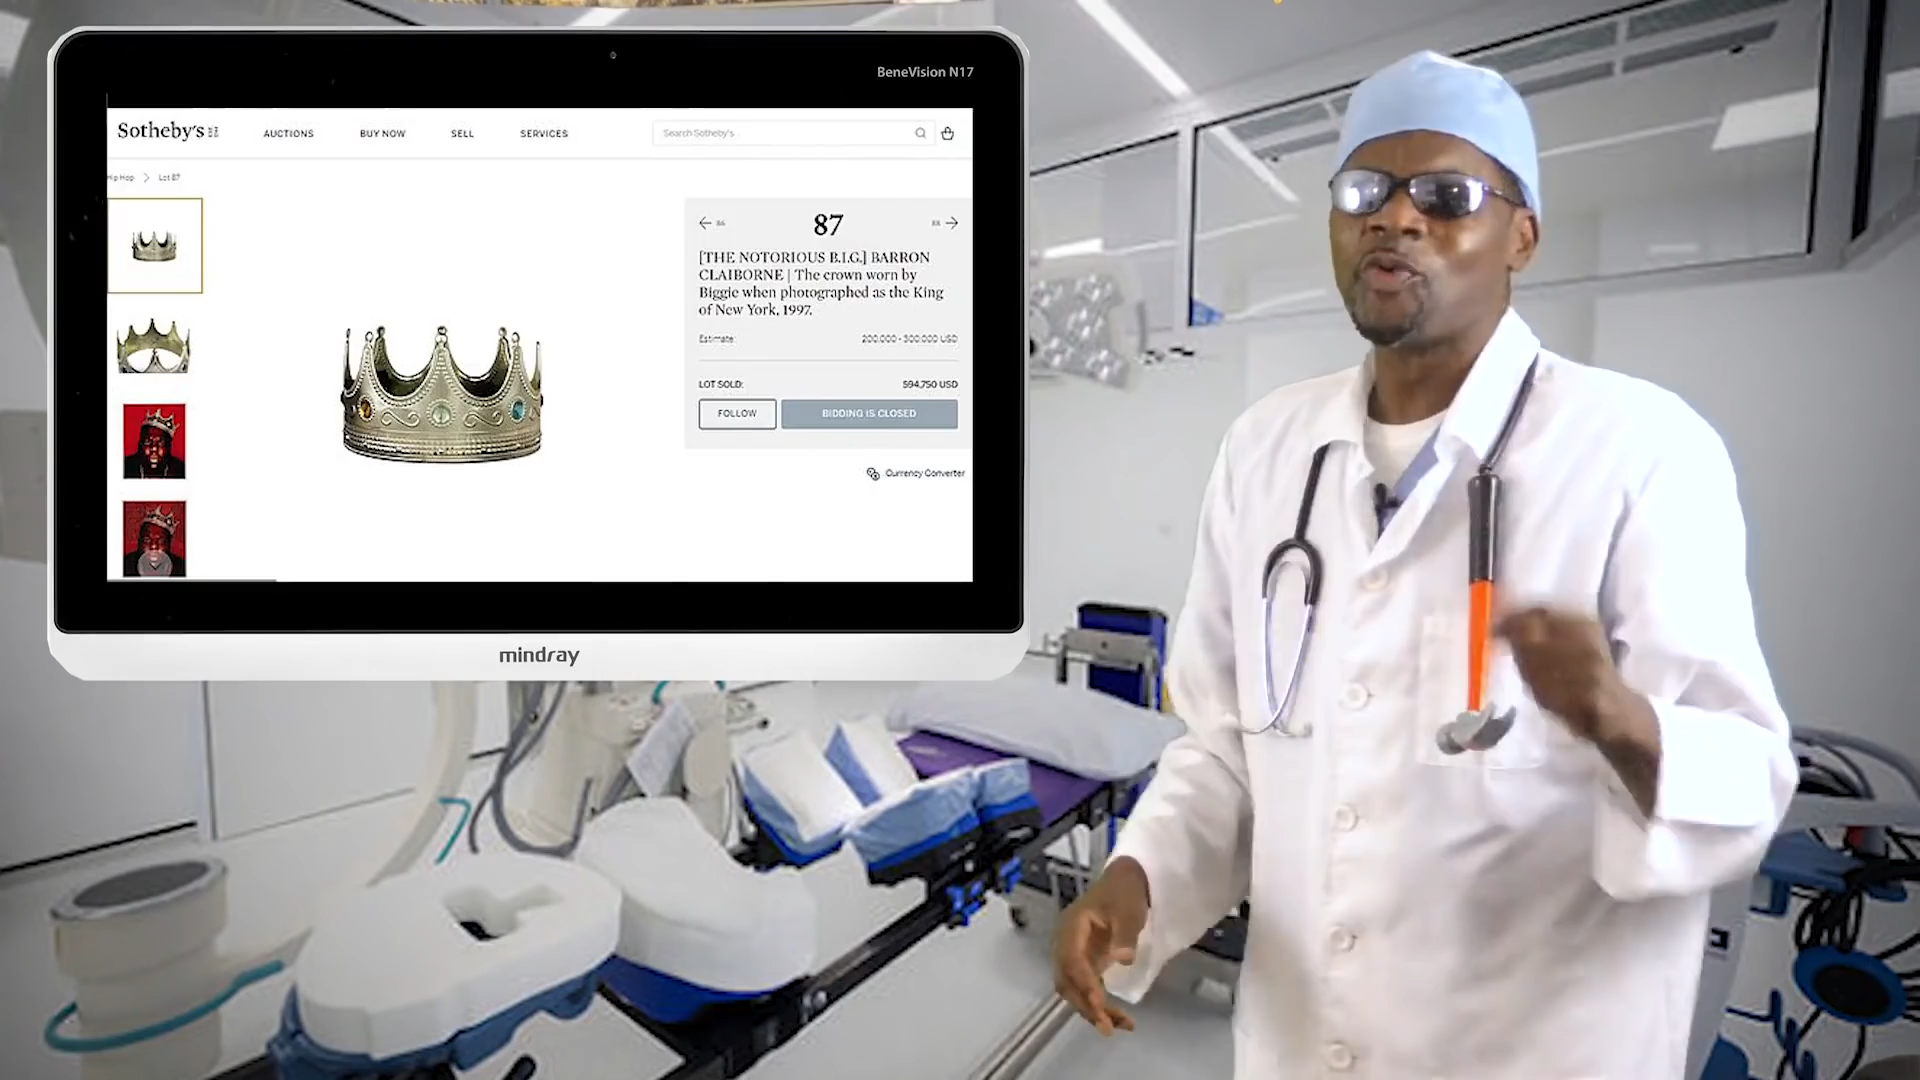 BeneVision N17
Sotheby's
AUCTIONS
BUY NOW
SELL
SERVICES
Search Sotheby's
Hip Hop
Lot 87
86
87
88
[THE NOTORIOUS B.I.G.] BARRON
CLAIBORNE | The crown worn by
Biggie when photographed as the King
of New York, 1997.
Estimate:
200,000 - 300,000 USD
LOT SOLD:
594,750 USD
FOLLOW
BIDDING IS CLOSED
Currency Converter
mindray